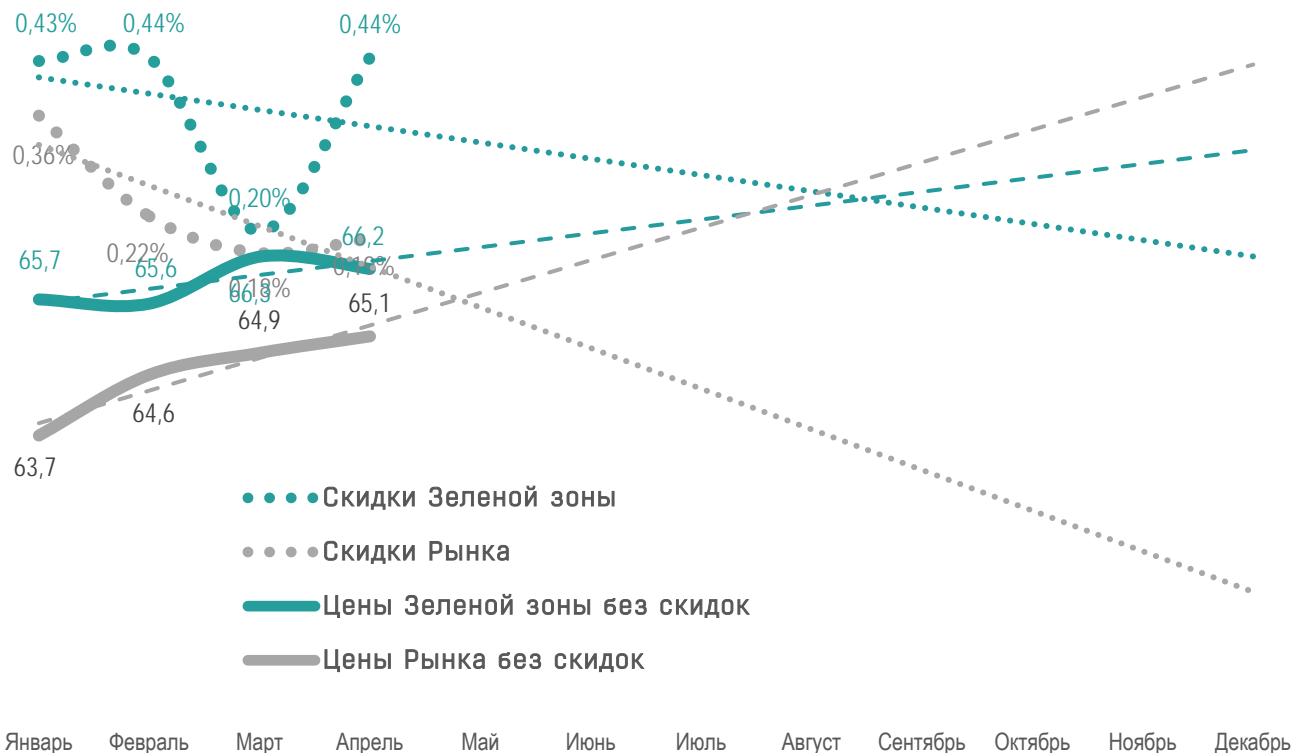 0,43%
0,44%
0,44%
0,36%
0,20%
66,2
0,22%
65,7
65,6
66,3
64,9
65,1
64,6
63,7
Скидки Зеленой зоны
Скидки Рынка
Цены Зеленой зоны без скидок
Цены Рынка без скидок
Январь Февраль Март Апрель Май Июнь Июль Август Сентябрь Октябрь Ноябрь Декабрь